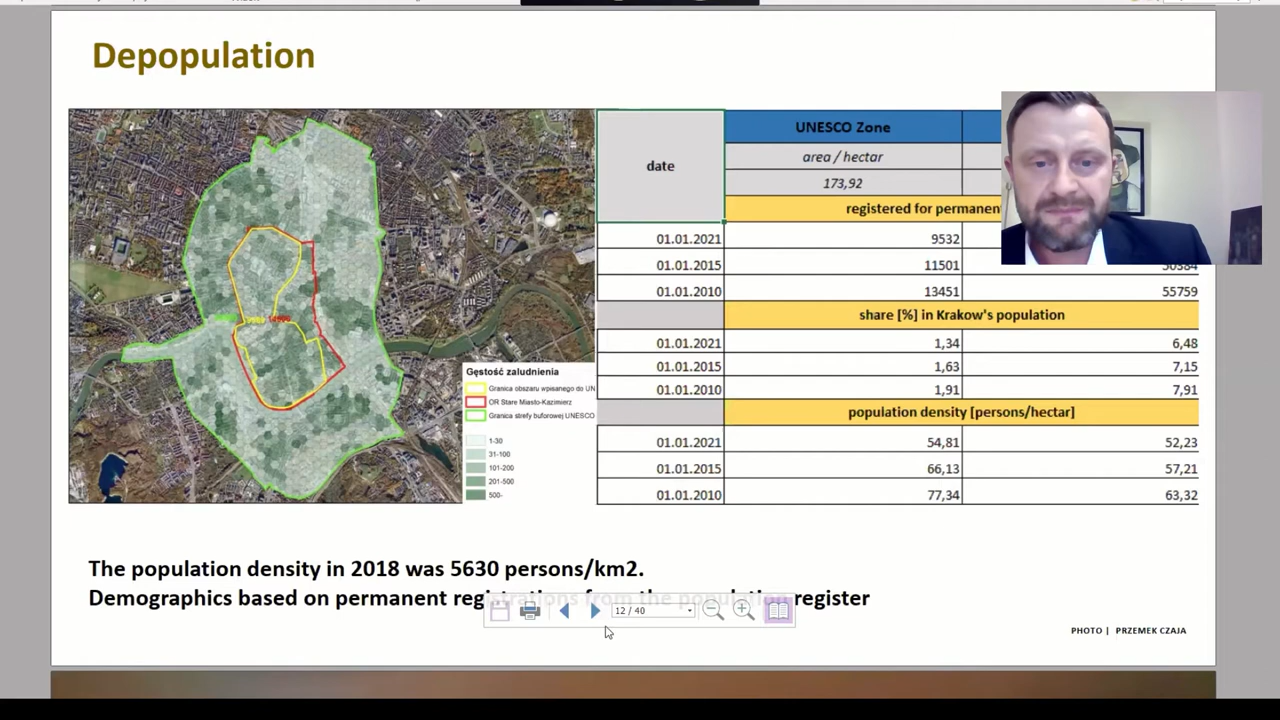 Depopulation
date
UNESCO Zone
area / hectar
173,92
registered for permanen
01.01.2021 9532
01.01.2015 11501 50384
01.01.2010 13451 55759
share [%] in Krakow's population
01.01.2021 1,34 6,48
01.01.2015 1,63 7,15
01.01.2010 1,91 7,91
population density [persons/hectar]
01.01.2021 54,81 52,23
01.01.2015 66,13 57,21
01.01.2010 77,34 63,32
Gęstość zaludnienia
Granica obszaru wpisanego do UN
OR Stare Miasto-Kazimierz
Granica strefy buforowej UNESCO
1-30
31-100
101-200
201-500
500-
The population density in 2018 was 5630 persons/km2.
Demographics based on permanent registrations from the population register
12 / 40
PHOTO | PRZEMEK CZAJA